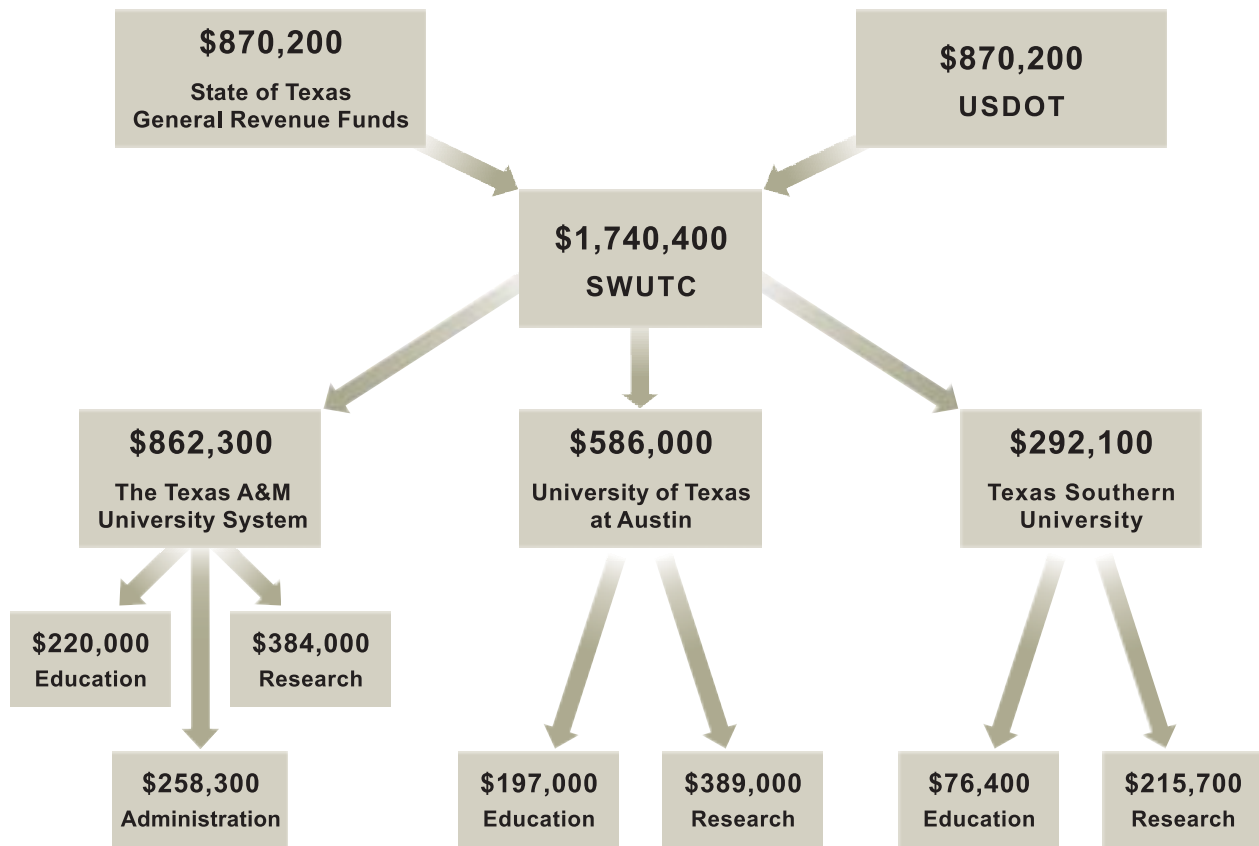 $870,200
State of Texas
General Revenue Funds
$870,200
USDOT
$1,740,400
SWUTC
$862,300
The Texas A&M
University System
$586,000
University of Texas
at Austin
$292,100
Texas Southern
University
$220,000
Education
$384,000
Research
$258,300
Administration
$197,000
Education
$389,000
Research
$76,400
Education
$215,700
Research